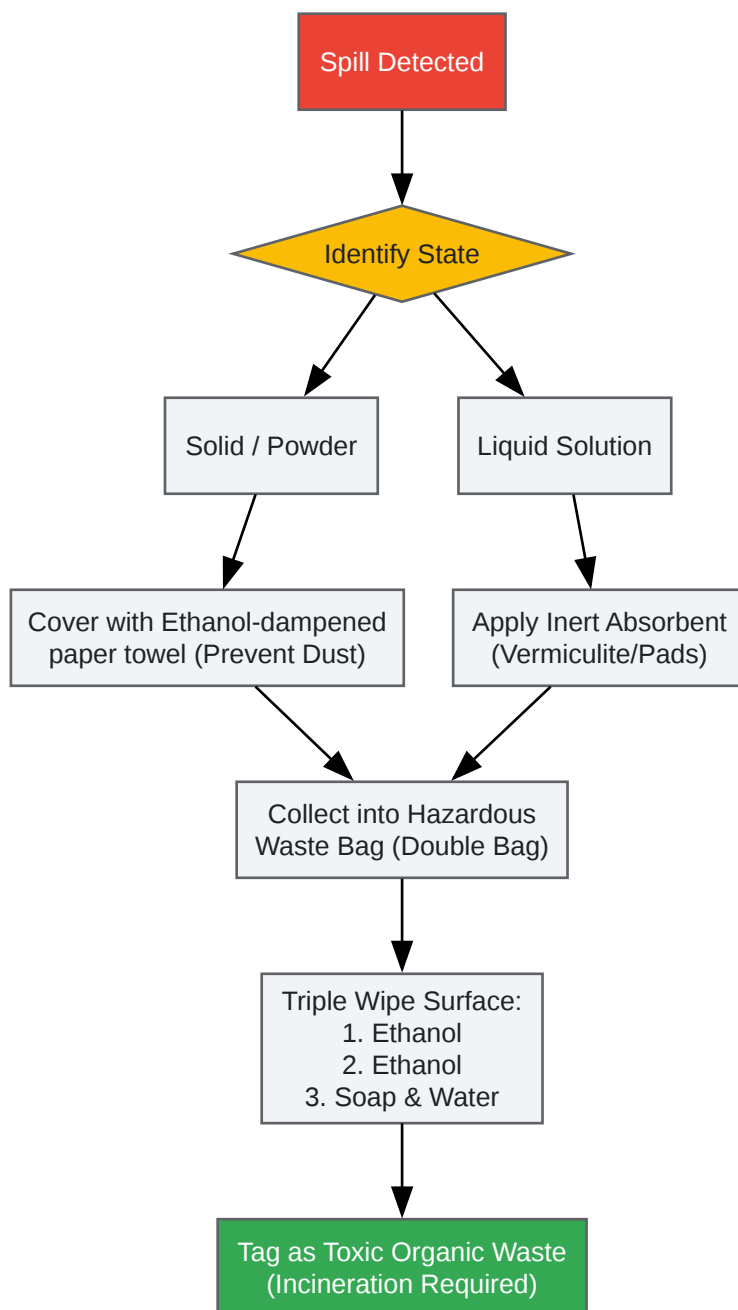 Spill Detected
Identify State
Solid / Powder
Liquid Solution
Cover with Ethanol-dampened
paper towel (Prevent Dust)
Apply Inert Absorbent
(Vermiculite/Pads)
Collect into Hazardous
Waste Bag (Double Bag)
Triple Wipe Surface:
1. Ethanol
2. Ethanol
3. Soap & Water
Tag as Toxic Organic Waste
(Incineration Required)